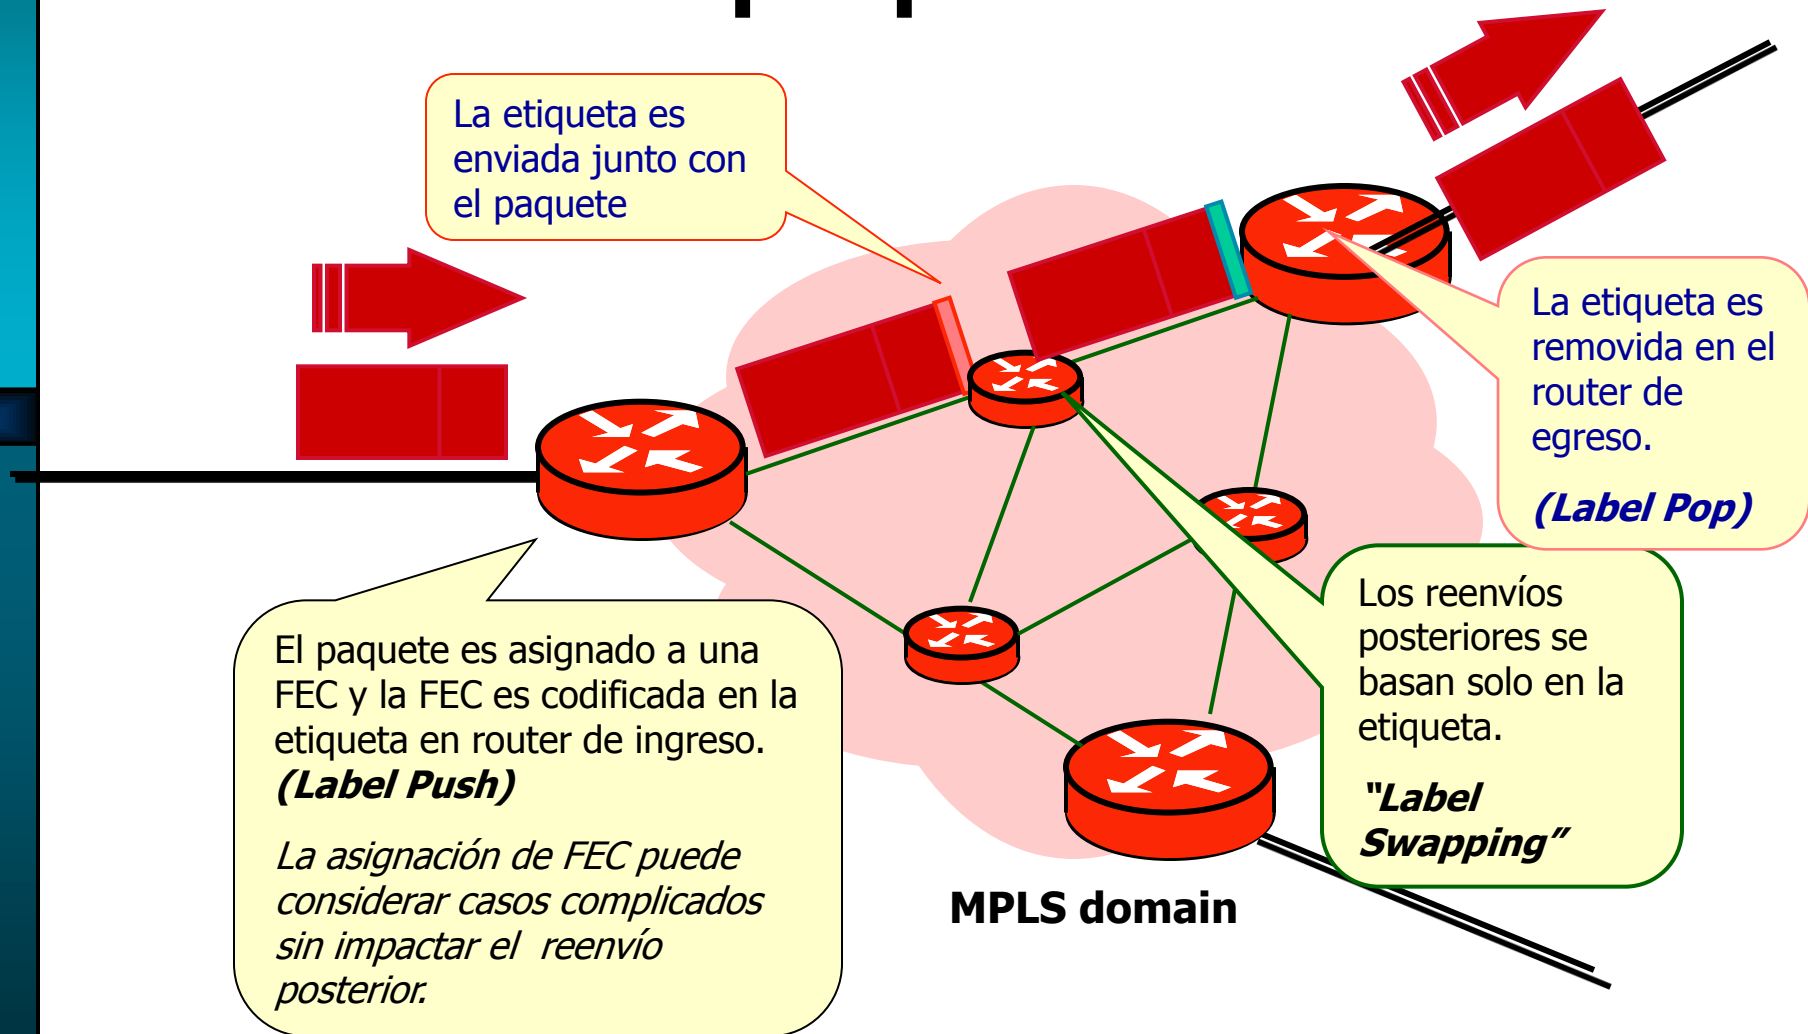 La etiqueta es
enviada junto con
el paquete
La etiqueta es
removida en el
router de
egreso.
(Label Pop)
El paquete es asignado a una
FEC y la FEC es codificada en la
etiqueta en router de ingreso.
(Label Push)
La asignación de FEC puede
considerar casos complicados
sin impactar el  reenvío
posterior.
Los reenvíos
posteriores se
basan solo en la
etiqueta.
“Label
Swapping”
MPLS domain